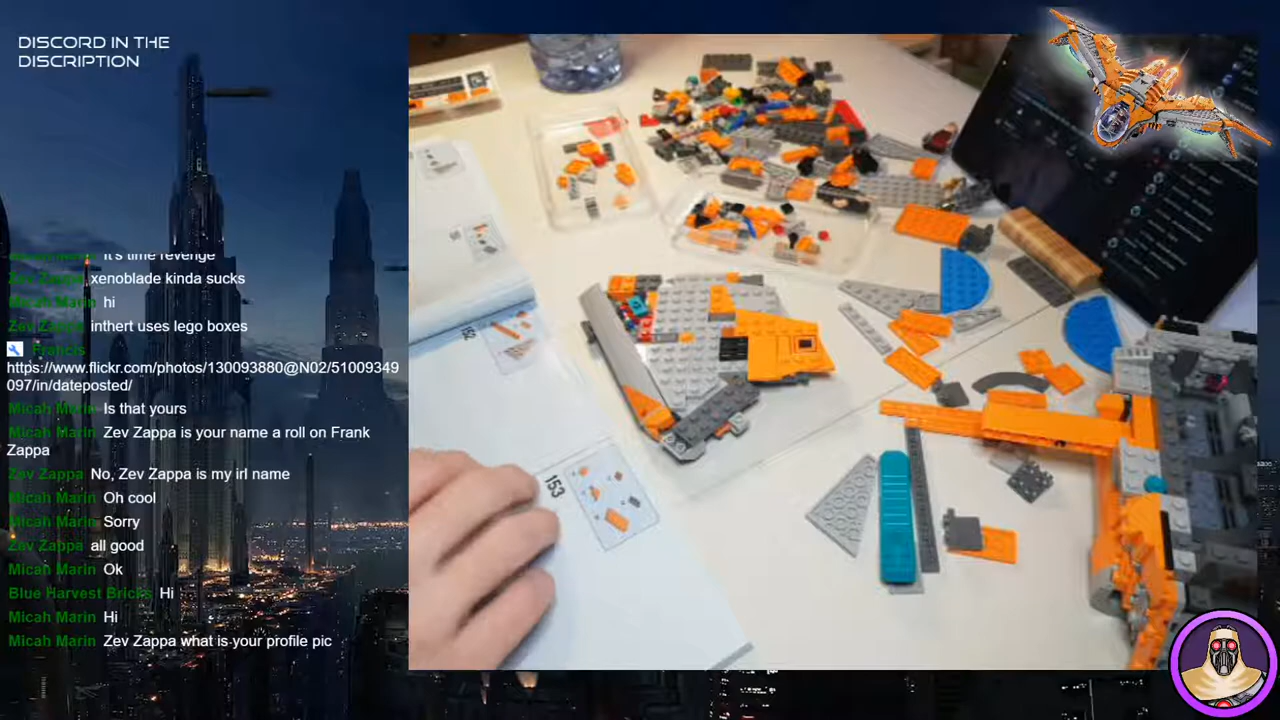 DISCORD IN THE
DISCRIPTION
It's time revenge
Zev Zappa xenoblade kinda sucks
Micah Marin hi
Zev Zappa inthert uses lego boxes
Francis
https://www.flickr.com/photos/130093880@N02/51009349
097/in/dateposted/
Micah Marin Is that yours
Micah Marin Zev Zappa is your name a roll on Frank
Zappa
Zev Zappa No, Zev Zappa is my irl name
Micah Marin Oh cool
Micah Marin Sorry
Zev Zappa all good
Micah Marin Ok
Blue Harvest Bricks Hi
Micah Marin Hi
Micah Marin Zev Zappa what is your profile pic
152
153